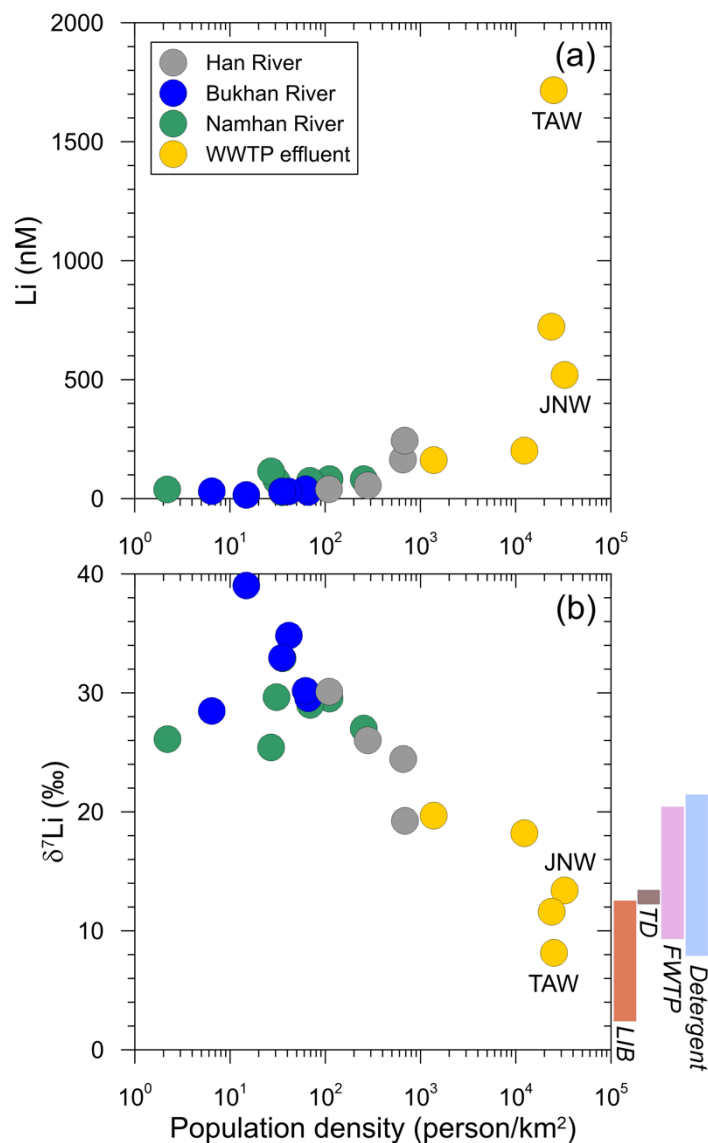 2000
(a)
Han River
Bukhan River
Namhan River
WWTP effluent
TAW
1500
Li (nM)
1000
500
JNW
0
10⁰ 10¹ 10² 10³ 10⁴ 10⁵
40
(b)
30
δ⁷Li (‰)
20
JNW
10
TAW
0
LIB
TD
FWTP
Detergent
10⁰ 10¹ 10² 10³ 10⁴ 10⁵
Population density (person/km²)